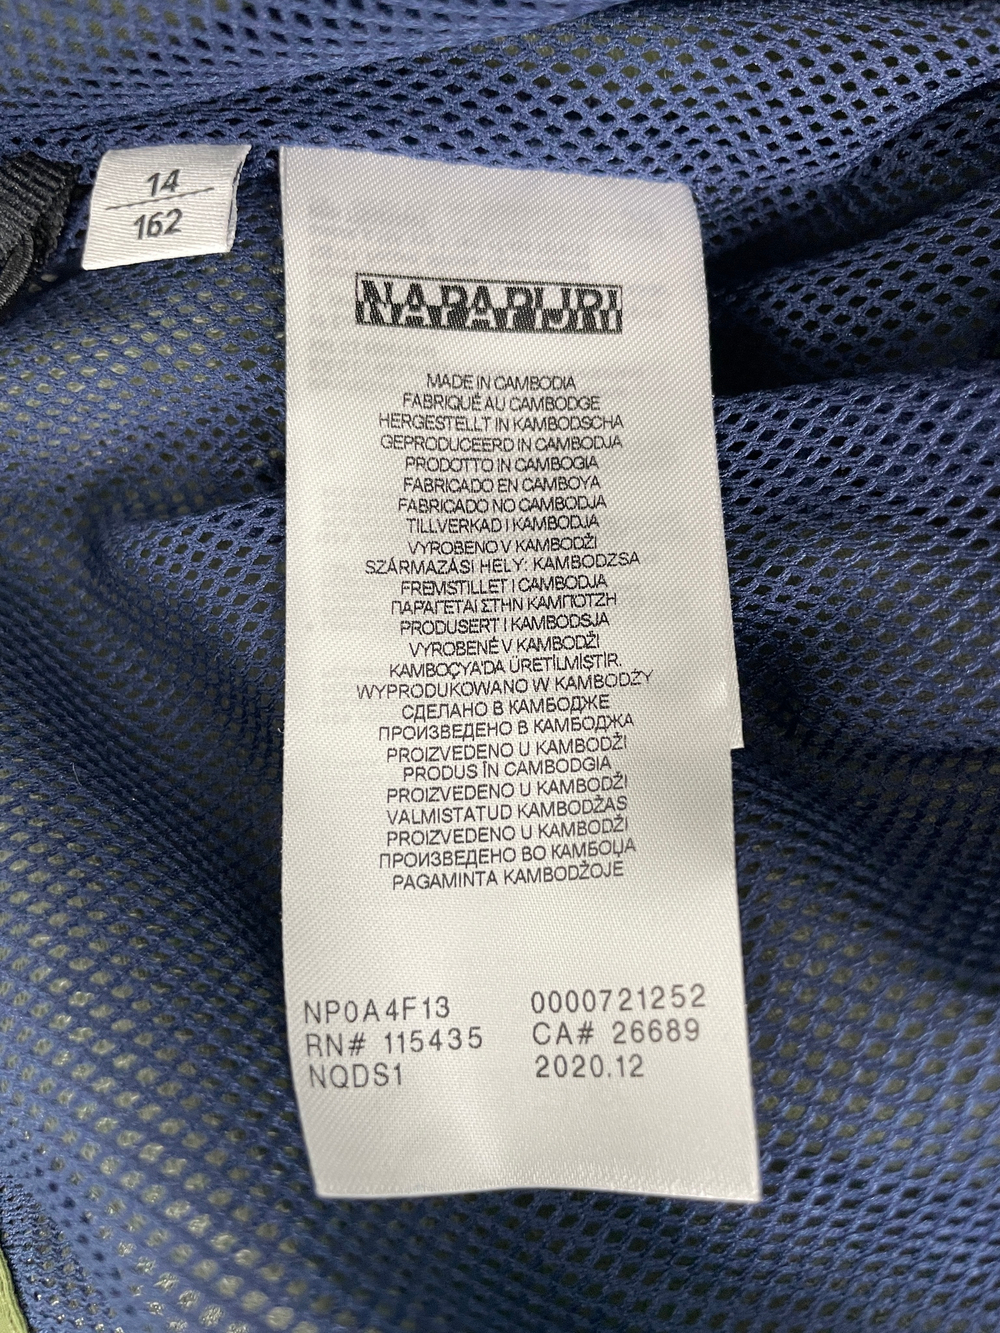 14
162
NAPAPIJRI
MADE IN CAMBODIA
FABRIQUÉ AU CAMBODGE
HERGESTELLT IN KAMBODSCHA
GEPRODUCEERD IN CAMBODJA
PRODOTTO IN CAMBOGIA
FABRICADO EN CAMBOYA
FABRICADO NO CAMBODJA
TILLVERKAD I KAMBODJA
VYROBENO V KAMBODŽI
SZÁRMAZÁSI HELY: KAMBODZSA
FREMSTILLET I CAMBODJA
ΠΑΡΑΓΕΤΑΙ ΣΤΗΝ ΚΑΜΠΟΤΖΗ
PRODUSERT I KAMBODSJA
VYROBENÉ V KAMBODŽI
KAMBOÇYA'DA ÜRETİLMİŞTİR.
WYPRODUKOWANO W KAMBODŻY
СДЕЛАНО В КАМБОДЖЕ
ПРОИЗВЕДЕНО В КАМБОДЖА
PROIZVEDENO U KAMBODŽI
PRODUS ÎN CAMBODGIA
PROIZVEDENO U KAMBODŽI
VALMISTATUD KAMBODŽAS
PROIZVEDENO U KAMBODŽI
ПРОИЗВЕДЕНО ВО КАМБОЏА
PAGAMINTA KAMBODŽOJE
NP0A4F13 0000721252
RN# 115435 CA# 26689
NQDS1 2020.12